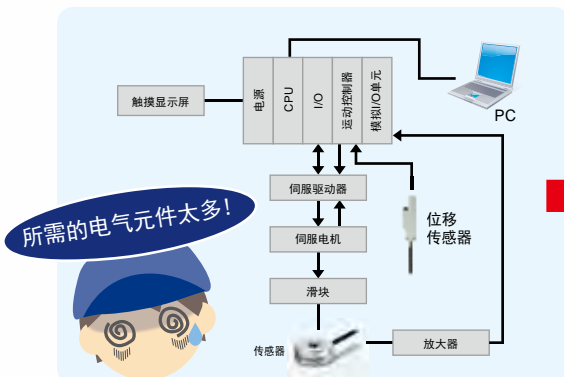 触摸显示屏
电源
CPU
I/O
运动控制器
模拟I/O单元
PC
伺服驱动器
所需的电气元件太多！
位移
传感器
伺服电机
滑块
传感器
放大器